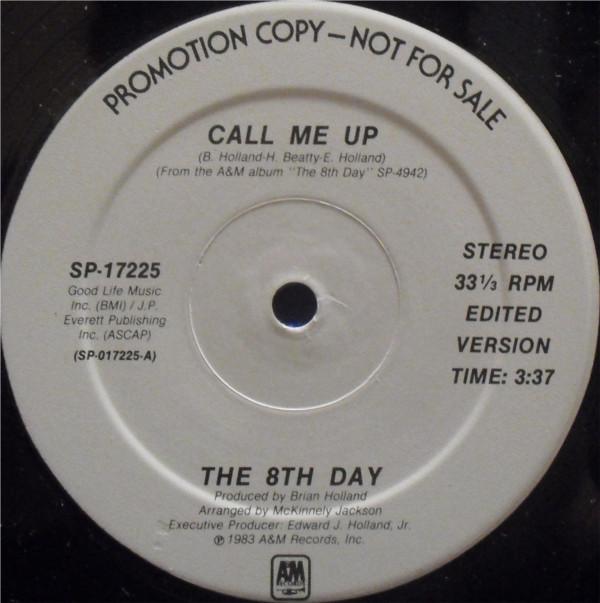 PROMOTION COPY—NOT FOR SALE
CALL ME UP
(B. Holland-H. Beatty-E. Holland)
(From the A&M album "The 8th Day" SP-4942)
SP-17225
Good Life Music
Inc. (BMI) / J.P.
Everett Publishing
Inc. (ASCAP)
(SP-017225-A)
STEREO
33⅓ RPM
EDITED
VERSION
TIME: 3:37
THE 8TH DAY
Produced by Brian Holland
Arranged by McKinnely Jackson
Executive Producer: Edward J. Holland, Jr.
℗ 1983 A&M Records, Inc.
A&M
RECORDS